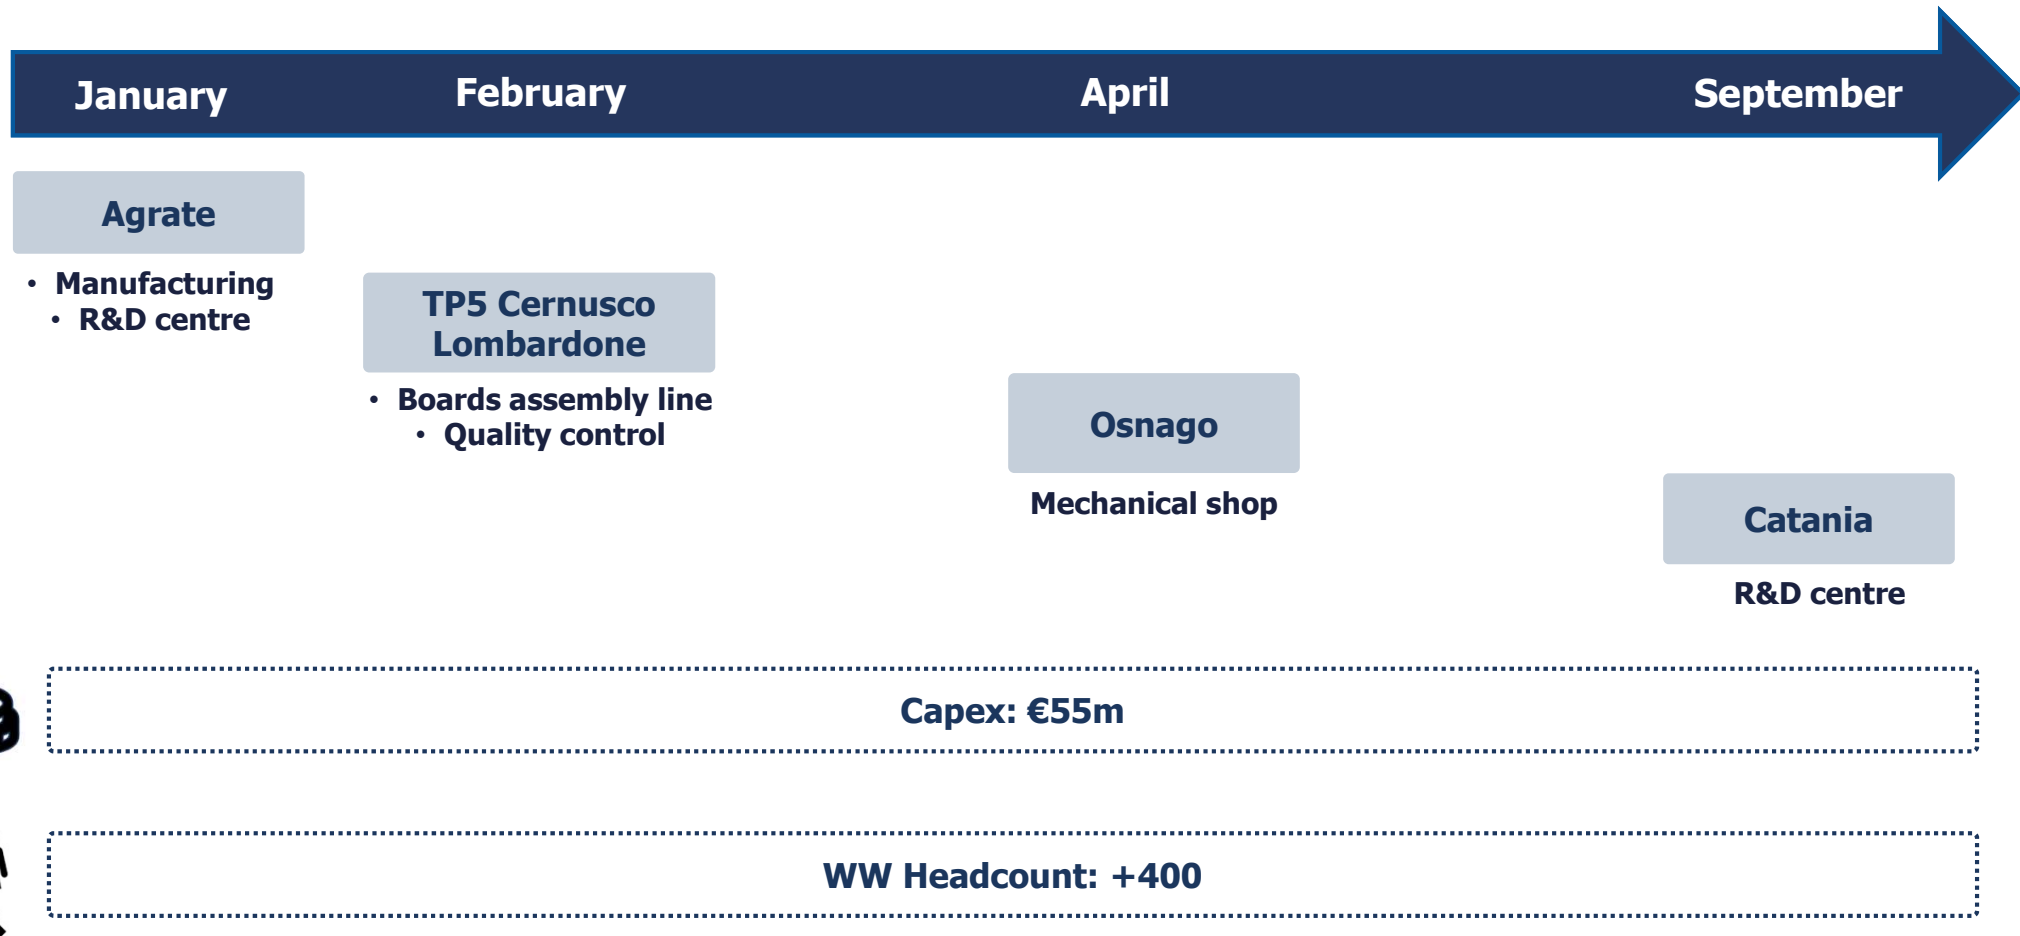 January
February
April
September
Agrate
• Manufacturing
• R&D centre
TP5 Cernusco
Lombardone
• Boards assembly line
• Quality control
Osnago
Mechanical shop
Catania
R&D centre
Capex: €55m
WW Headcount: +400